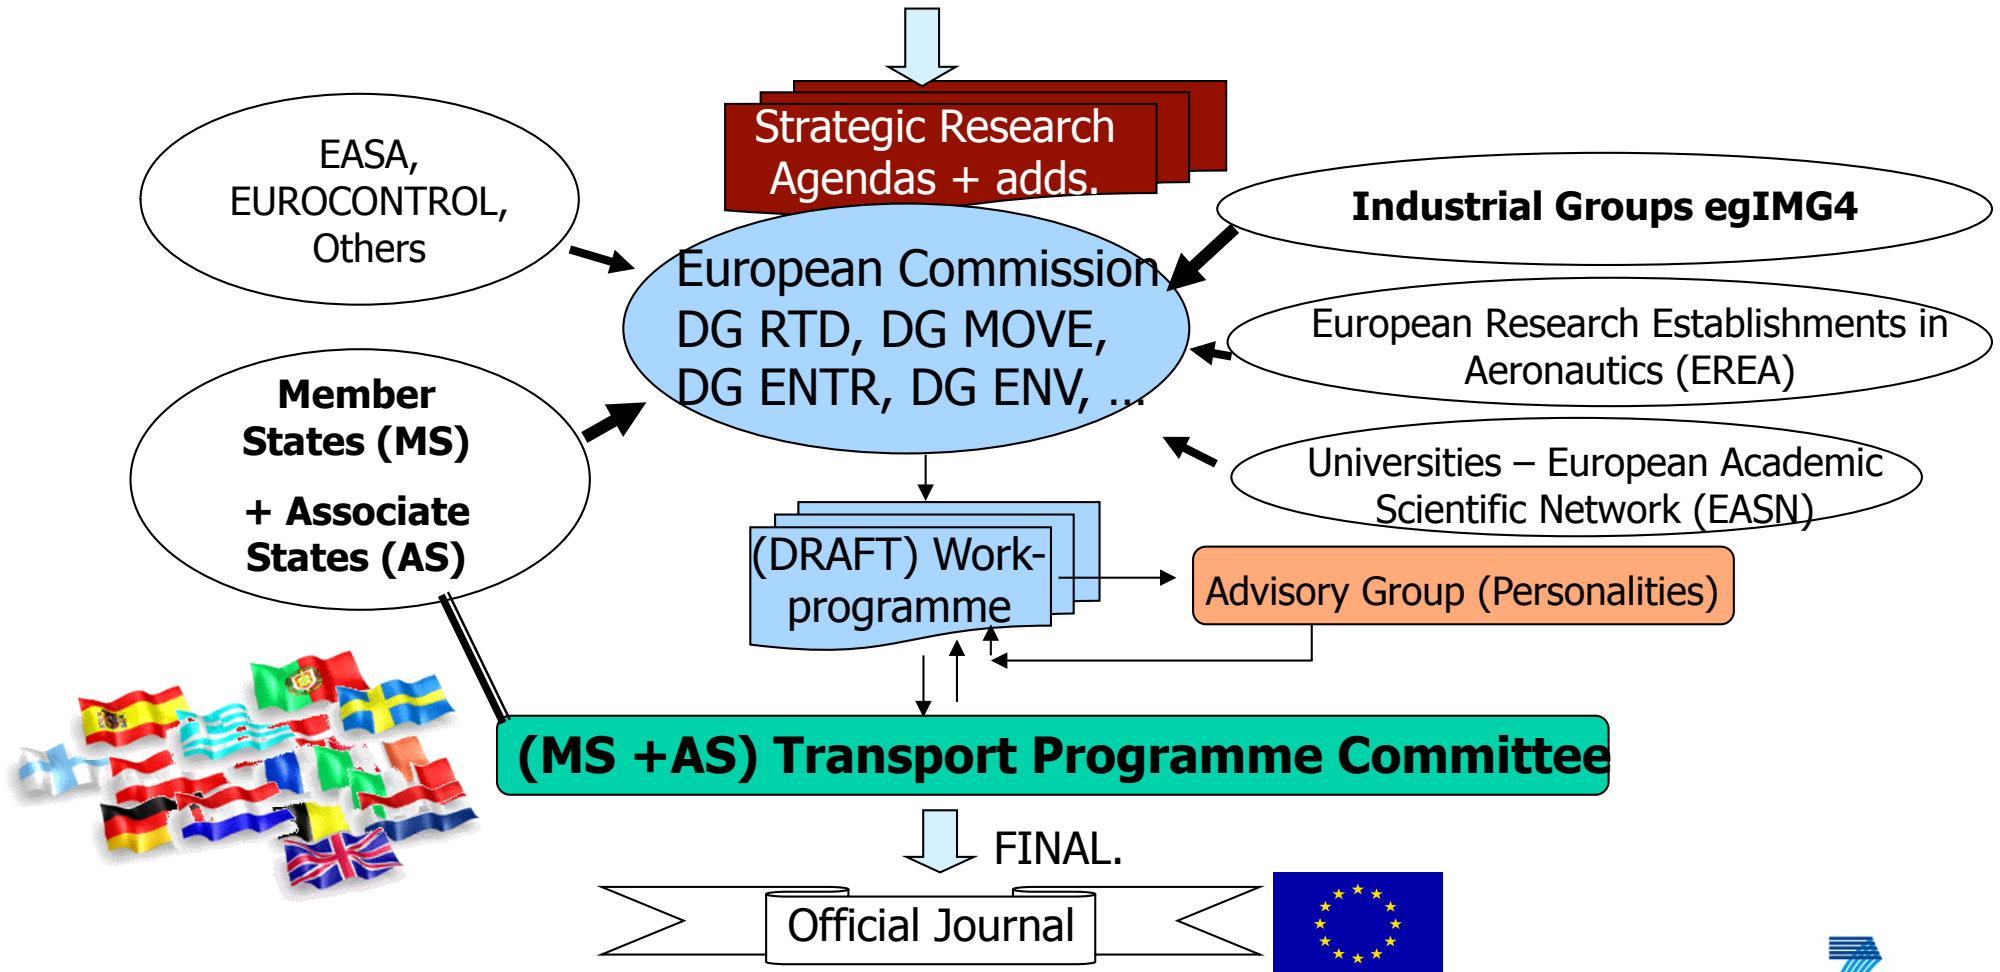 Strategic Research
Agendas + adds.
EASA,
EUROCONTROL,
Others
Industrial Groups egIMG4
European Commission
DG RTD, DG MOVE,
DG ENTR, DG ENV, ...
European Research Establishments in
Aeronautics (EREA)
Member
States (MS)
+ Associate
States (AS)
Universities – European Academic
Scientific Network (EASN)
(DRAFT) Work-
programme
Advisory Group (Personalities)
(MS +AS) Transport Programme Committee
FINAL.
Official Journal